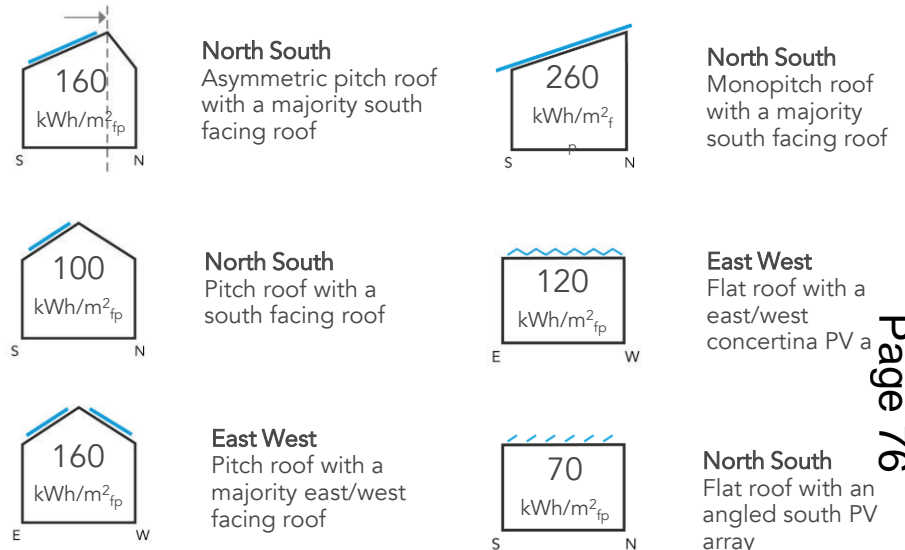 160
kWh/m²fp
S N
North South
Asymmetric pitch roof
with a majority south
facing roof
260
kWh/m²f
p
S N
North South
Monopitch roof
with a majority
south facing roof
100
kWh/m²fp
S N
North South
Pitch roof with a
south facing roof
120
kWh/m²fp
E W
East West
Flat roof with a
east/west
concertina PV a
Page 76
160
kWh/m²fp
E W
East West
Pitch roof with a
majority east/west
facing roof
70
kWh/m²fp
S N
North South
Flat roof with an
angled south PV
array